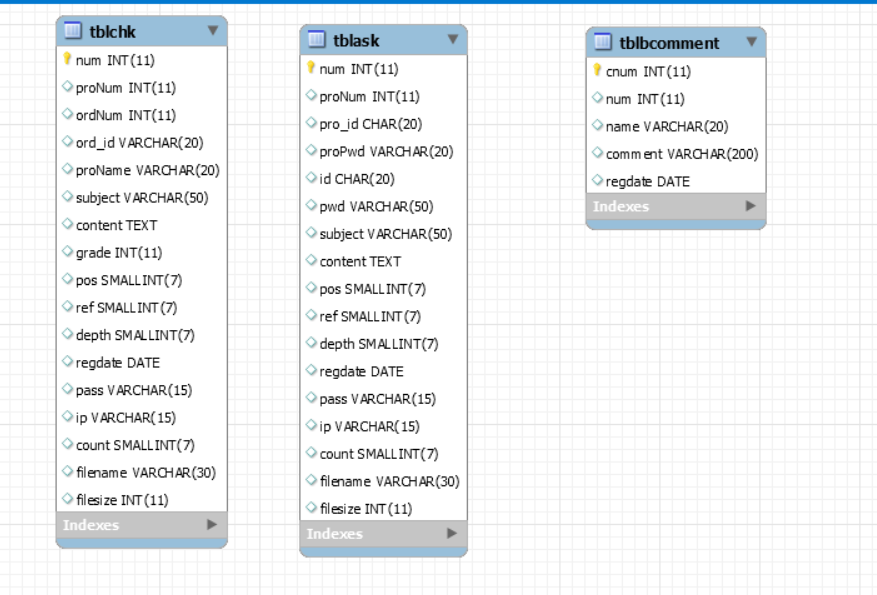 tblchk
num INT(11)
proNum INT(11)
ordNum INT(11)
ord_id VARCHAR(20)
proName VARCHAR(20)
subject VARCHAR(50)
content TEXT
grade INT(11)
pos SMALLINT(7)
ref SMALLINT(7)
depth SMALLINT(7)
regdate DATE
pass VARCHAR(15)
ip VARCHAR(15)
count SMALLINT(7)
filename VARCHAR(30)
filesize INT(11)
Indexes
tblask
num INT(11)
proNum INT(11)
pro_id CHAR(20)
proPwd VARCHAR(20)
id CHAR(20)
pwd VARCHAR(50)
subject VARCHAR(50)
content TEXT
pos SMALLINT(7)
ref SMALLINT(7)
depth SMALLINT(7)
regdate DATE
pass VARCHAR(15)
ip VARCHAR(15)
count SMALLINT(7)
filename VARCHAR(30)
filesize INT(11)
Indexes
tblbcomment
cnum INT(11)
num INT(11)
name VARCHAR(20)
comment VARCHAR(200)
regdate DATE
Indexes